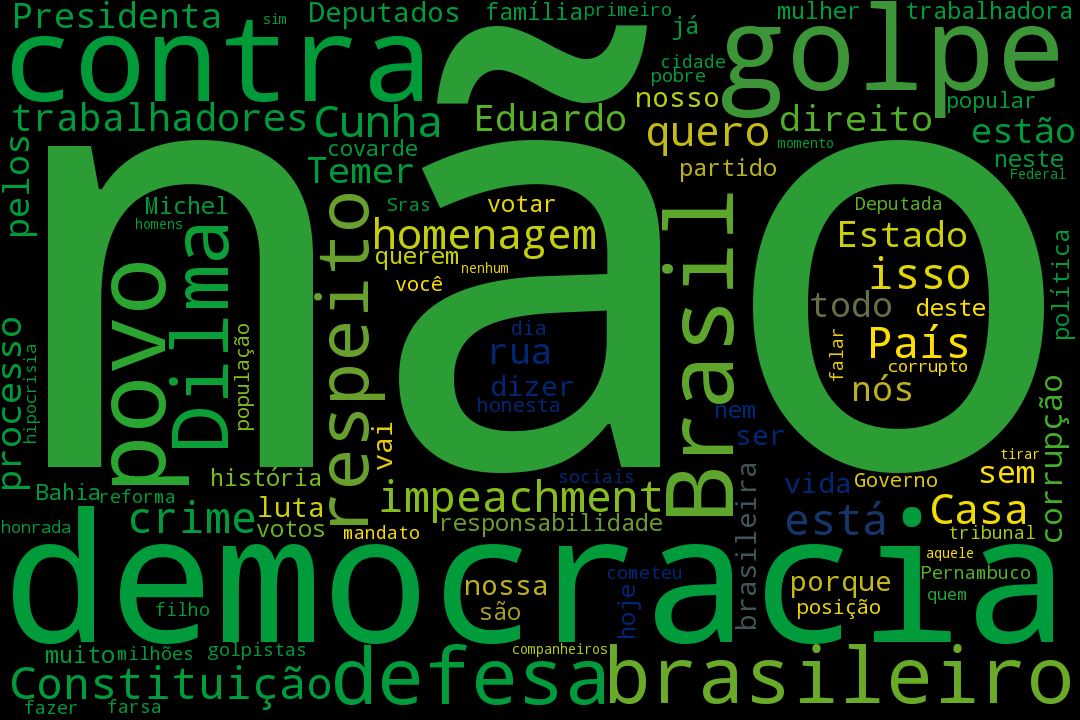 Presidenta
sim
Deputados
família
primeiro
já
mulher
trabalhadora
contra
golpe
cidade
pobre
nosso
popular
trabalhadores
Cunha
Eduardo
quero
direito
estão
momento
covarde
Temer
partido
neste
Federal
pelos
não
Michel
homens
Sras
votar
Deputada
homenagem
Estado
querem
nenhum
isso
você
todo
deste
povo
Dilma
respeito
Brasil
política
população
dia
rua
falar
País
corrupto
dizer
nós
honesta
processo
hipocrisia
nem
ser
vai
corrupção
tirar
história
sociais
sem
Bahia
reforma
impeachment
brasileira
vida
Governo
luta
Casa
honrada
crime
votos
mandato
responsabilidade
está
tribunal
democracia
aquele
nossa
cometeu
porque
Pernambuco
filho
são
hoje
posição
quem
muito
milhões
golpistas
companheiros
Constituição
defesa
brasileiro
fazer
farsa